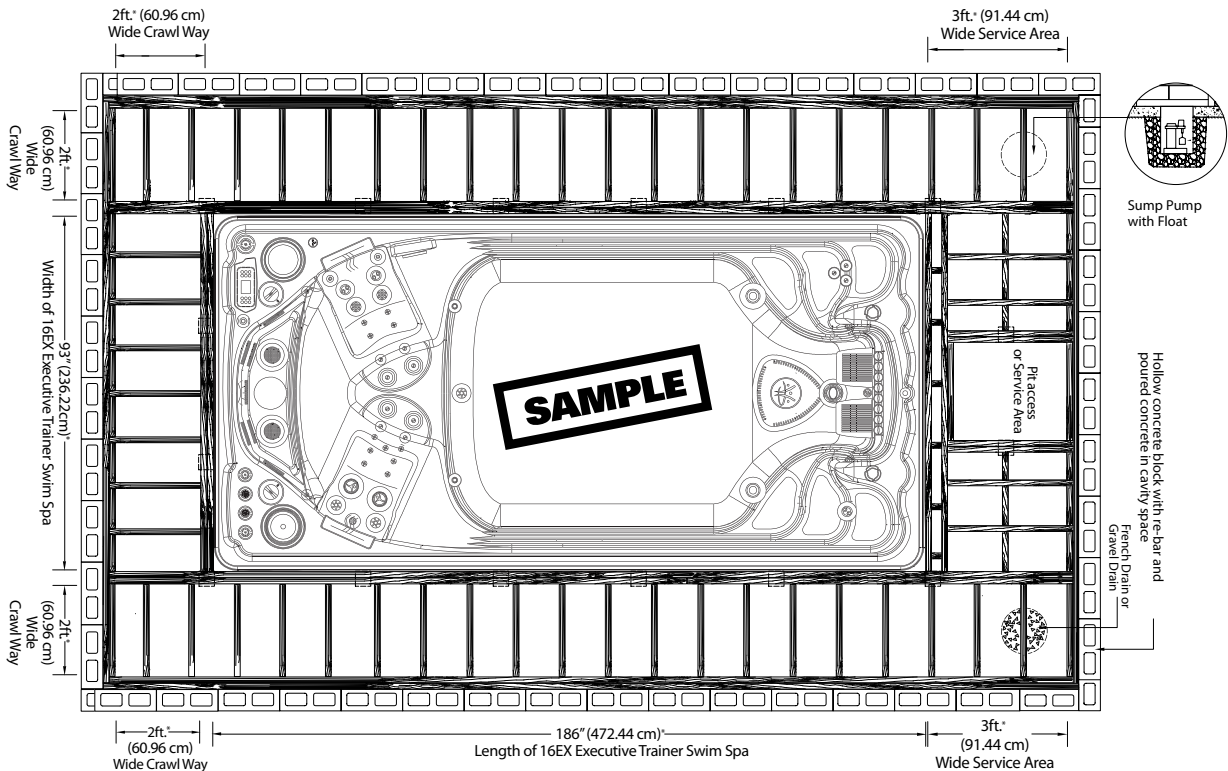 2ft.* (60.96 cm)
Wide Crawl Way
3ft.* (91.44 cm)
Wide Service Area
2ft.*
(60.96 cm)
Wide
Crawl Way
Sump Pump
with Float
93" (236.22cm)*
Width of 16EX Executive Trainer Swim Spa
SAMPLE
Pit access
or Service Area
Hollow concrete block with re-bar and
poured concrete in cavity space
French Drain or
Gravel Drain
2ft.*
(60.96 cm)
Wide
Crawl Way
2ft.*
(60.96 cm)
Wide Crawl Way
186" (472.44 cm)*
Length of 16EX Executive Trainer Swim Spa
3ft.*
(91.44 cm)
Wide Service Area